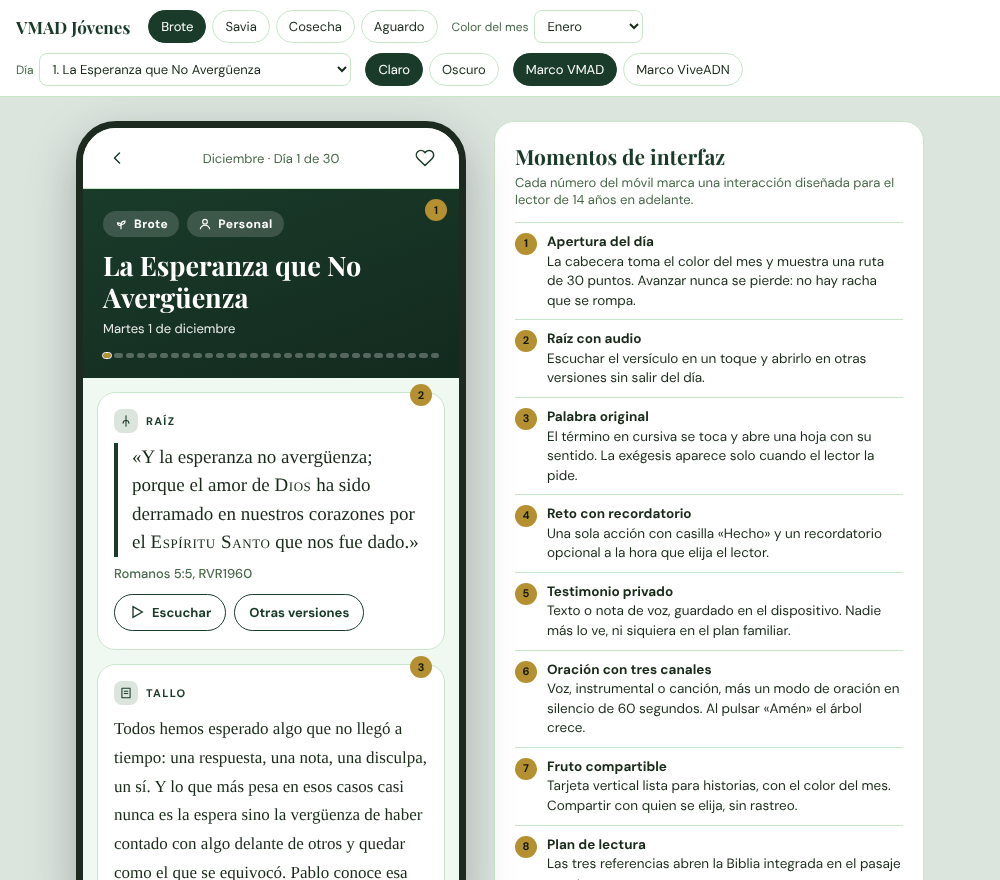 VMAD Jóvenes
Brote
Savia
Cosecha
Aguardo
Color del mes
Enero
Día
1. La Esperanza que No Avergüenza
Claro
Oscuro
Marco VMAD
Marco ViveADN
Diciembre · Día 1 de 30
1
Brote
Personal
La Esperanza que No
Avergüenza
Martes 1 de diciembre
2
RAÍZ
«Y la esperanza no avergüenza;
porque el amor de Dios ha sido
derramado en nuestros corazones por
el Espíritu Santo que nos fue dado.»
Romanos 5:5, RVR1960
Escuchar
Otras versiones
3
TALLO
Todos hemos esperado algo que no llegó a
tiempo: una respuesta, una nota, una disculpa,
un sí. Y lo que más pesa en esos casos casi
nunca es la espera sino la vergüenza de haber
contado con algo delante de otros y quedar
como el que se equivocó. Pablo conoce esa
Momentos de interfaz
Cada número del móvil marca una interacción diseñada para el
lector de 14 años en adelante.
1
Apertura del día
La cabecera toma el color del mes y muestra una ruta
de 30 puntos. Avanzar nunca se pierde: no hay racha
que se rompa.
2
Raíz con audio
Escuchar el versículo en un toque y abrirlo en otras
versiones sin salir del día.
3
Palabra original
El término en cursiva se toca y abre una hoja con su
sentido. La exégesis aparece solo cuando el lector la
pide.
4
Reto con recordatorio
Una sola acción con casilla «Hecho» y un recordatorio
opcional a la hora que elija el lector.
5
Testimonio privado
Texto o nota de voz, guardado en el dispositivo. Nadie
más lo ve, ni siquiera en el plan familiar.
6
Oración con tres canales
Voz, instrumental o canción, más un modo de oración en
silencio de 60 segundos. Al pulsar «Amén» el árbol
crece.
7
Fruto compartible
Tarjeta vertical lista para historias, con el color del mes.
Compartir con quien se elija, sin rastreo.
8
Plan de lectura
Las tres referencias abren la Biblia integrada en el pasaje